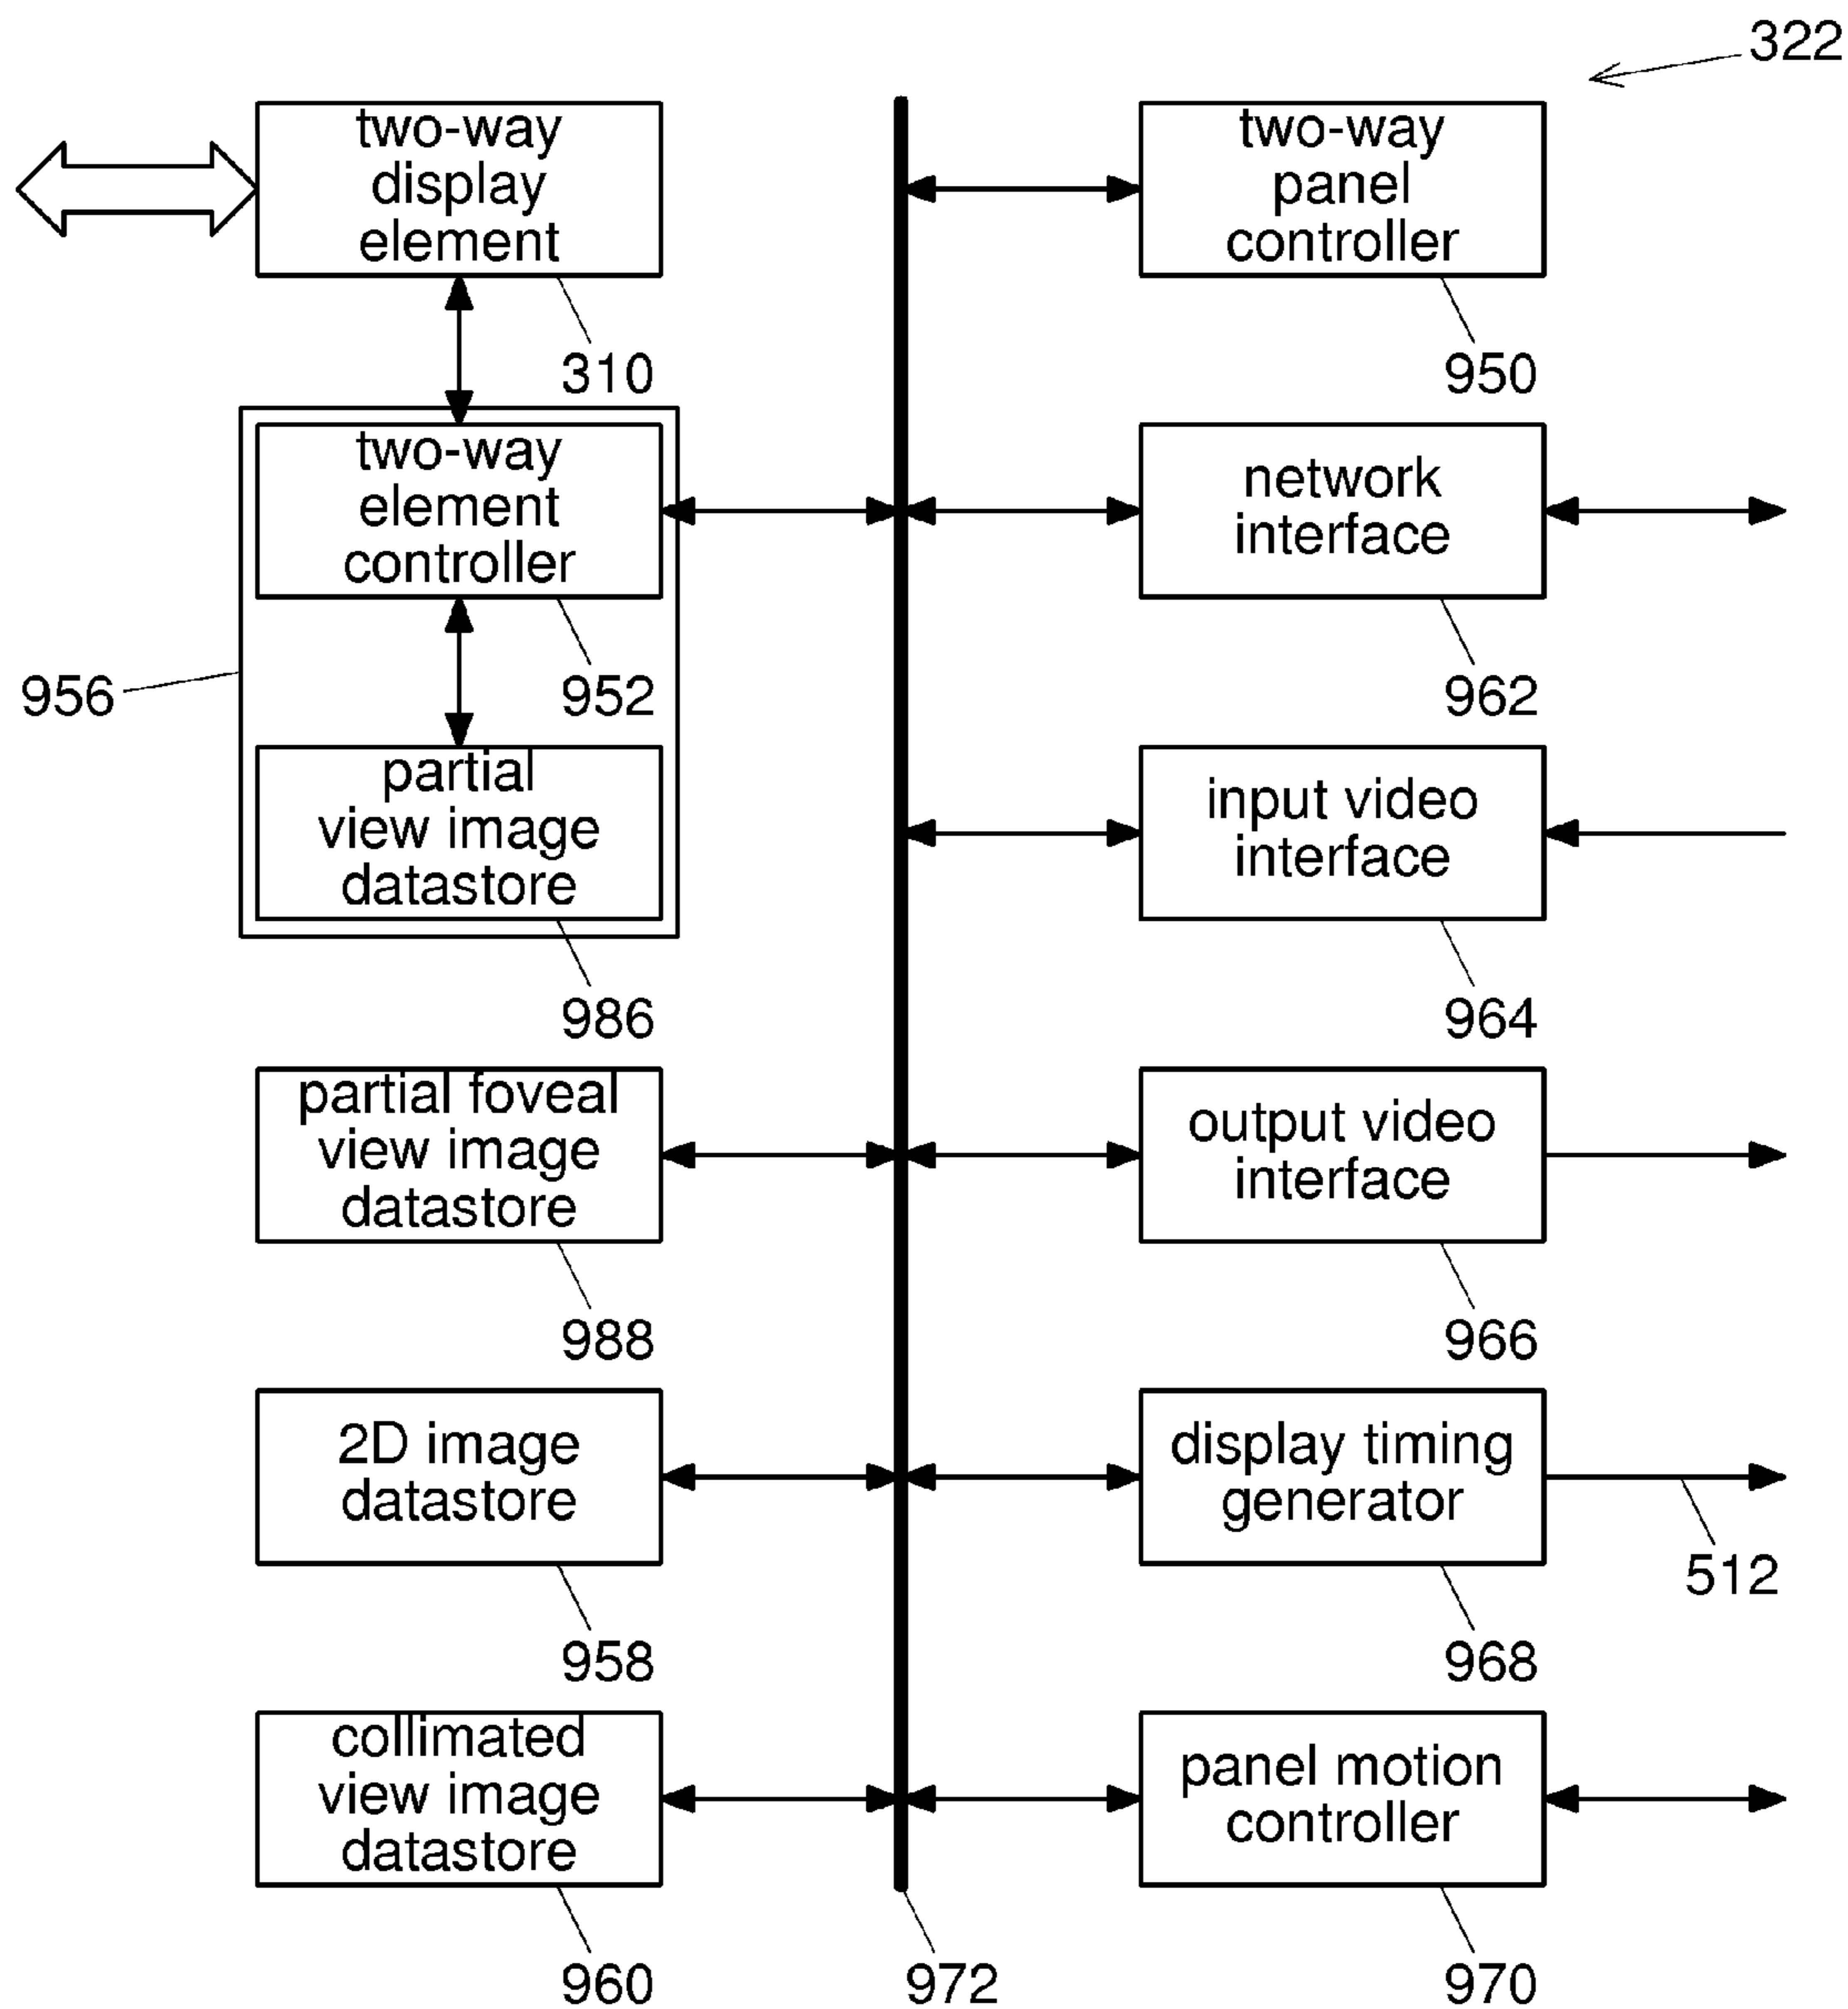 322
two-way
display
element
310
two-way
panel
controller
950
two-way
element
controller
952
956
network
interface
962
partial
view image
datastore
986
input video
interface
964
partial foveal
view image
datastore
988
output video
interface
966
2D image
datastore
958
display timing
generator
968
512
collimated
view image
datastore
960
972
panel motion
controller
970